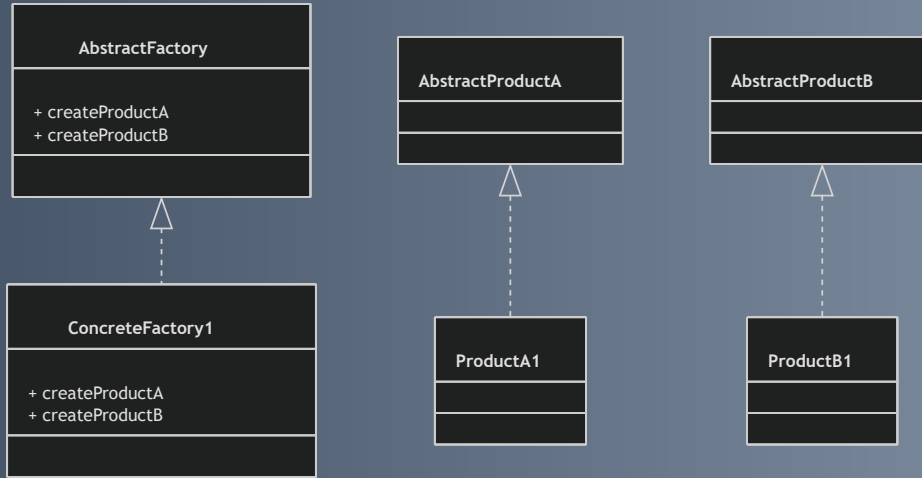 AbstractFactory
+ createProductA
+ createProductB
AbstractProductA
AbstractProductB
ConcreteFactory1
+ createProductA
+ createProductB
ProductA1
ProductB1